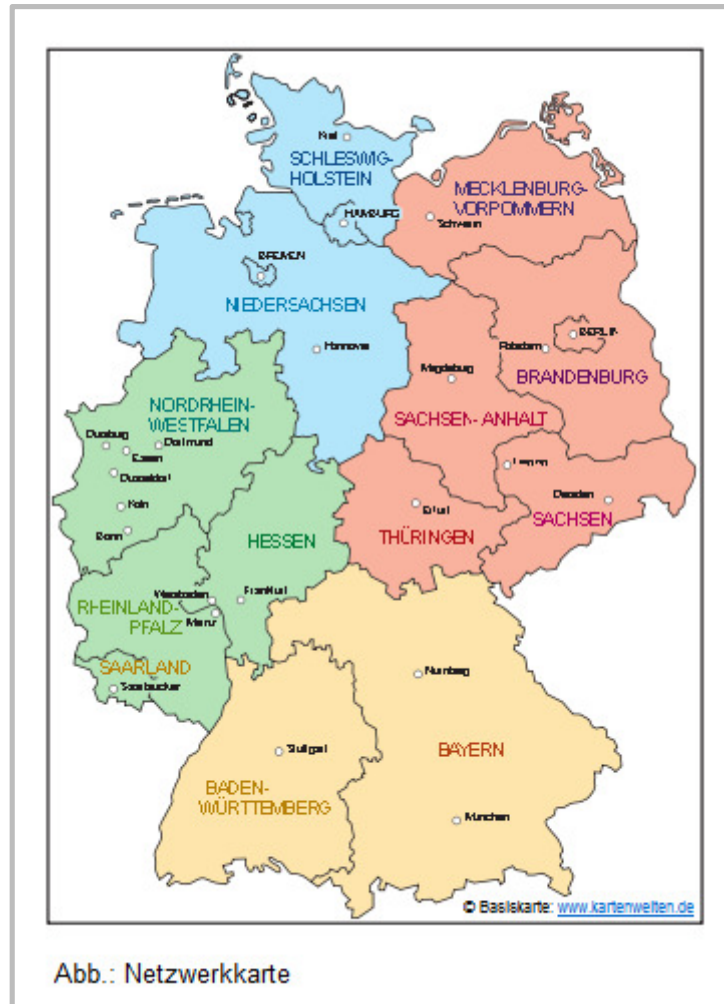 Kiel
SCHLESWIG-
HOLSTEIN
MECKLENBURG-
VORPOMMERN
HAMBURG
Schwerin
BREMEN
NIEDERSACHSEN
Hannover
BERLIN
Potsdam
Magdeburg
BRANDENBURG
NORDRHEIN-
WESTFALEN
SACHSEN-ANHALT
Duisburg
Dortmund
Essen
Düsseldorf
Köln
Bonn
Leipzig
Dresden
Erfurt
SACHSEN
THÜRINGEN
HESSEN
Wiesbaden
Frankfurt
RHEINLAND-
PFALZ
Mainz
SAARLAND
Saarbrücken
Nürnberg
Stuttgart
BAYERN
BADEN-
WÜRTTEMBERG
München
© Basiskarte: www.kartenwelten.de
Abb.: Netzwerkkarte